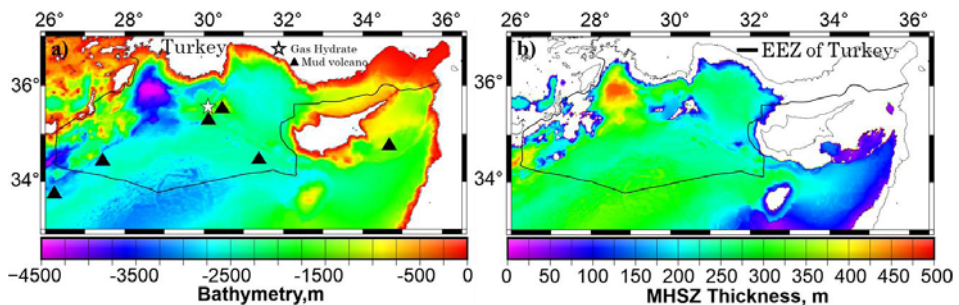 26° 28° 30° 32° 34° 36°
a) Turkey
Gas Hydrate
Mud volcano
36°
34°
−4500 −3500 −2500 −1500 −500 0
Bathymetry,m
26° 28° 30° 32° 34° 36°
b) EEZ of Turkey
36°
34°
0 50 100 150 200 250 300 350 400 450 500
MHSZ Thickness, m